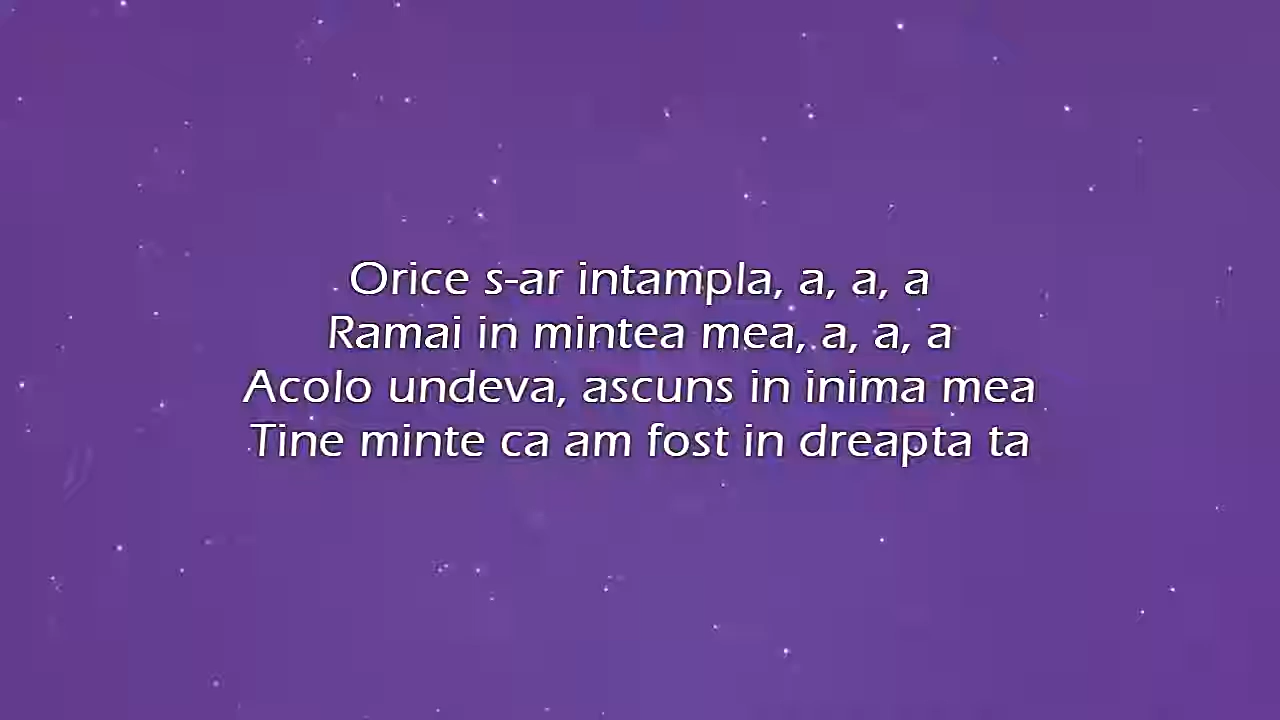 Orice s-ar intampla, a, a, a
Ramai in mintea mea, a, a, a
Acolo undeva, ascuns in inima mea
Tine minte ca am fost in dreapta ta